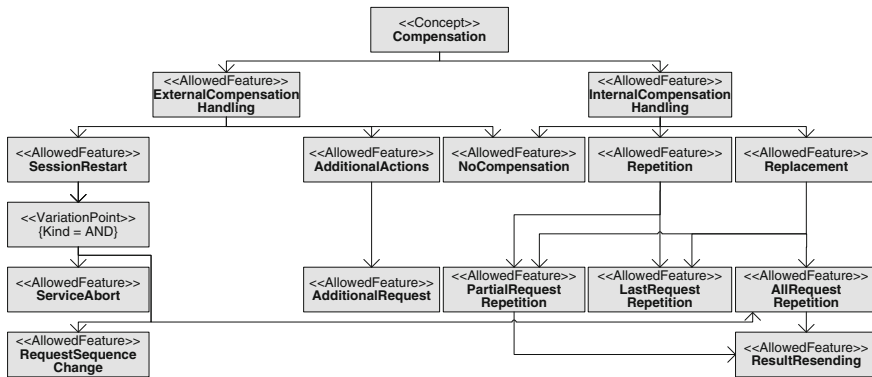 <<Concept>>
Compensation
<<AllowedFeature>>
ExternalCompensation
Handling
<<AllowedFeature>>
InternalCompensation
Handling
<<AllowedFeature>>
SessionRestart
<<AllowedFeature>>
AdditionalActions
<<AllowedFeature>>
NoCompensation
<<AllowedFeature>>
Repetition
<<AllowedFeature>>
Replacement
<<VariationPoint>>
{Kind = AND}
<<AllowedFeature>>
ServiceAbort
<<AllowedFeature>>
AdditionalRequest
<<AllowedFeature>>
PartialRequest
Repetition
<<AllowedFeature>>
LastRequest
Repetition
<<AllowedFeature>>
AllRequest
Repetition
<<AllowedFeature>>
RequestSequence
Change
<<AllowedFeature>>
ResultResending